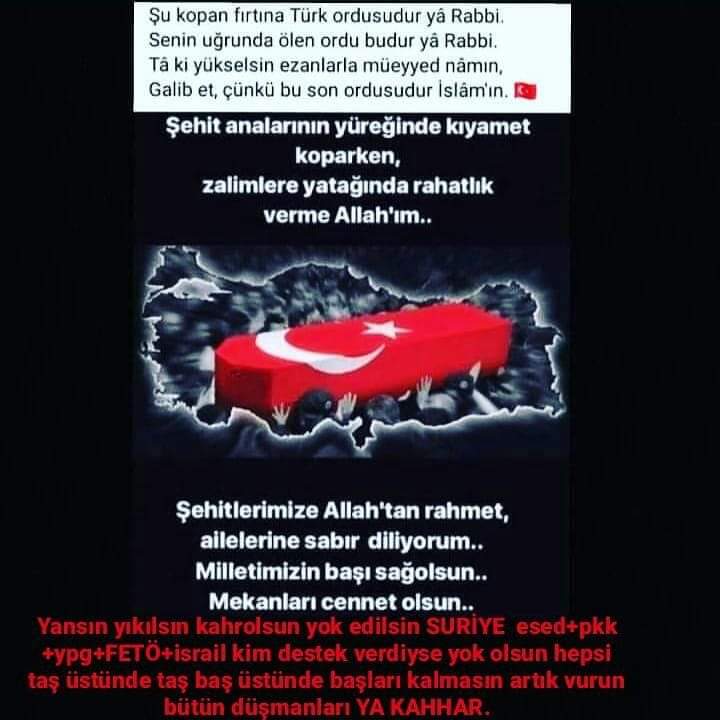 Şu kopan fırtına Türk ordusudur yâ Rabbi.
Senin uğrunda ölen ordu budur yâ Rabbi.
Tâ ki yükselsin ezanlarla müeyyed nâmın,
Galib et, çünkü bu son ordusudur İslâm'ın. 🇹🇷
Şehit analarının yüreğinde kıyamet
koparken,
zalimlere yatağında rahatlık
verme Allah'ım..
Şehitlerimize Allah'tan rahmet,
ailelerine sabır diliyorum..
Milletimizin başı sağolsun..
Mekanları cennet olsun..
Yansın yıkılsın kahrolsun yok edilsin SURİYE esed+pkk
+ypg+FETÖ+israil kim destek verdiyse yok olsun hepsi
taş üstünde taş baş üstünde başları kalmasın artık vurun
bütün düşmanları YA KAHHAR.